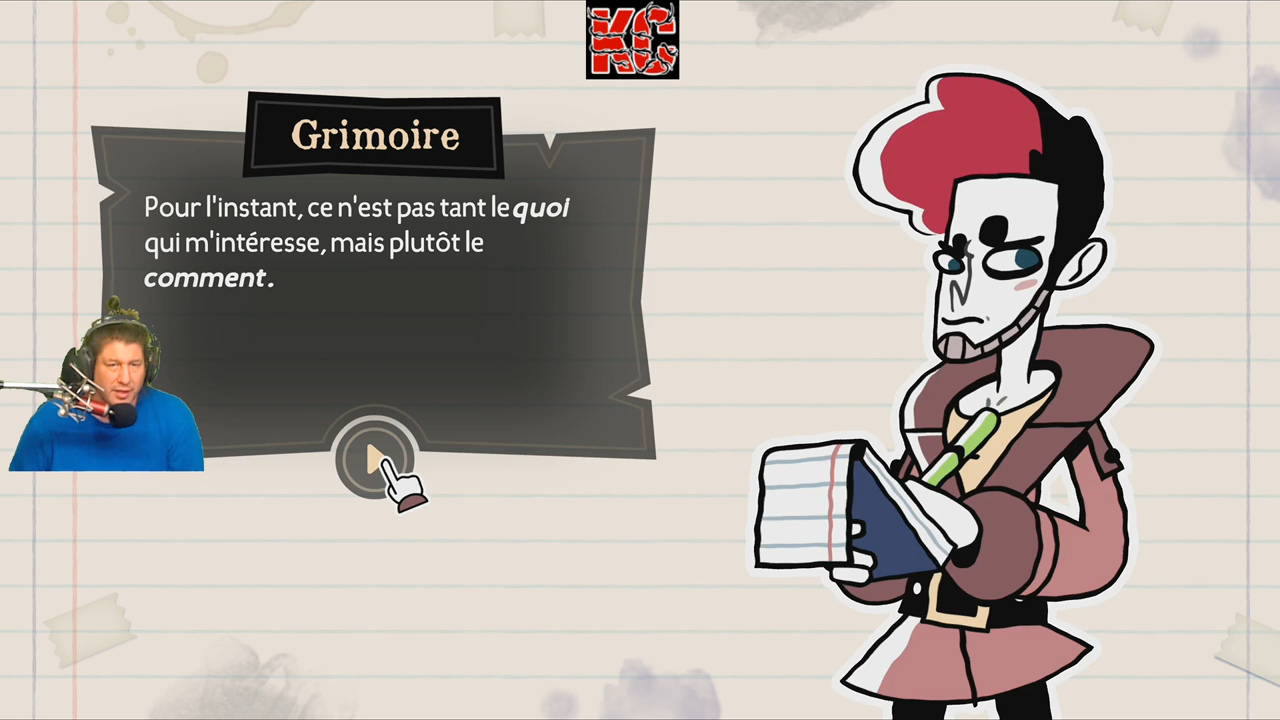 KC
Grimoire
Pour l'instant, ce n'est pas tant le quoi
qui m'intéresse, mais plutôt le
comment.